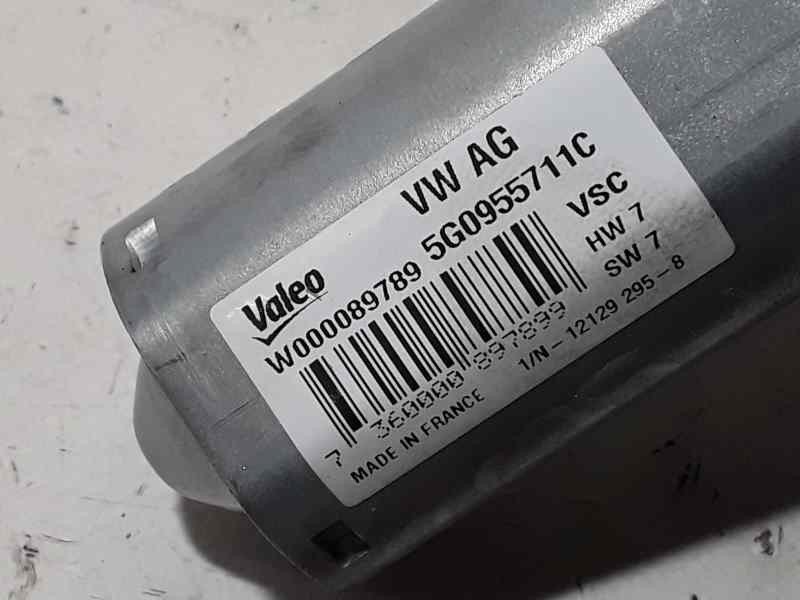 VW AG
Valeo
W000089789 5G0955711C
VSC
HW 7
SW 7
7 360000 897899
MADE IN FRANCE
1/N - 12129 295-8